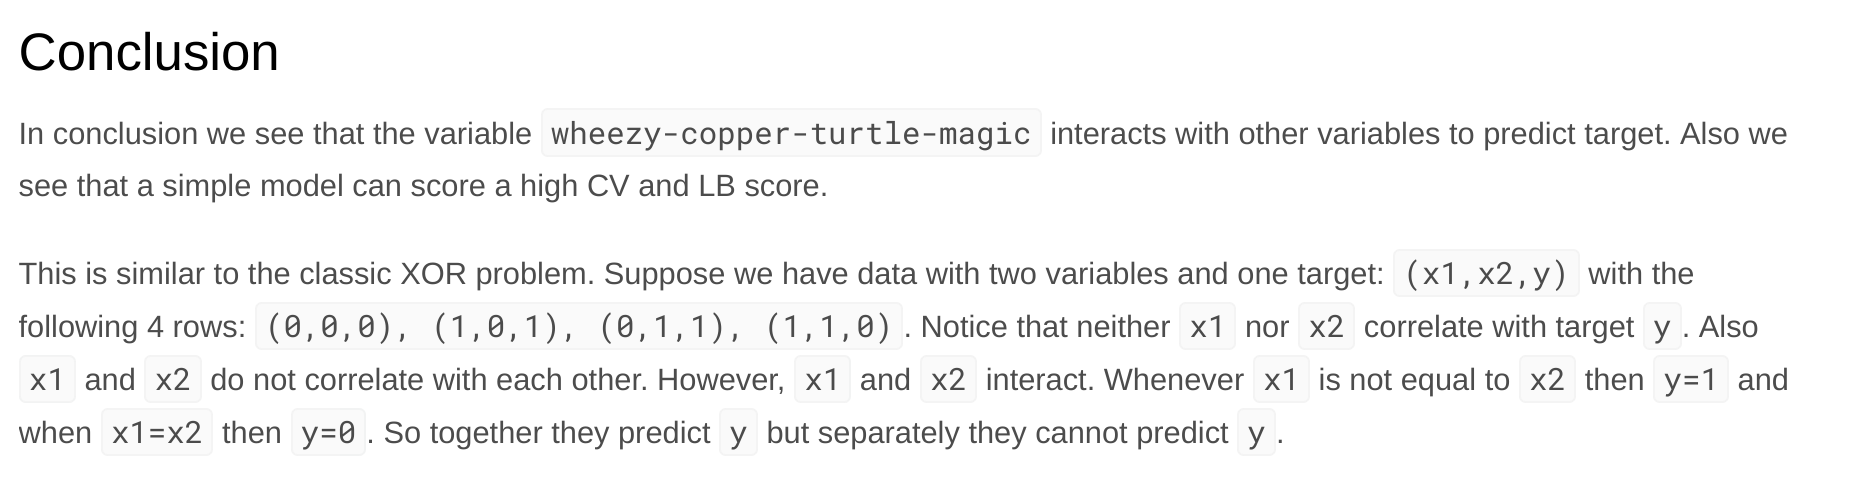 Conclusion
In conclusion we see that the variable wheezy-copper-turtle-magic interacts with other variables to predict target. Also we
see that a simple model can score a high CV and LB score.
This is similar to the classic XOR problem. Suppose we have data with two variables and one target: (x1,x2,y) with the
following 4 rows: (0,0,0), (1,0,1), (0,1,1), (1,1,0). Notice that neither x1 nor x2 correlate with target y. Also
x1 and x2 do not correlate with each other. However, x1 and x2 interact. Whenever x1 is not equal to x2 then y=1 and
when x1=x2 then y=0. So together they predict y but separately they cannot predict y.